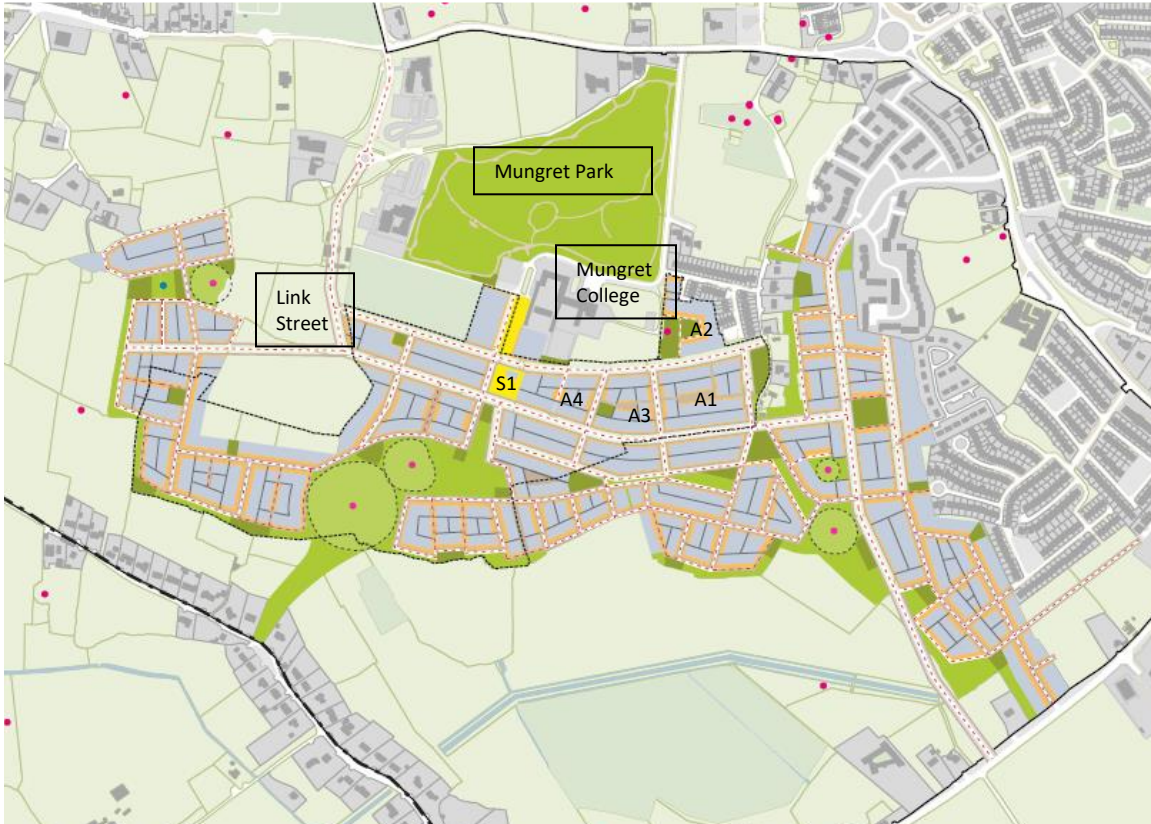 Mungret Park
Mungret
College
Link
Street
A2
S1
A4
A3
A1